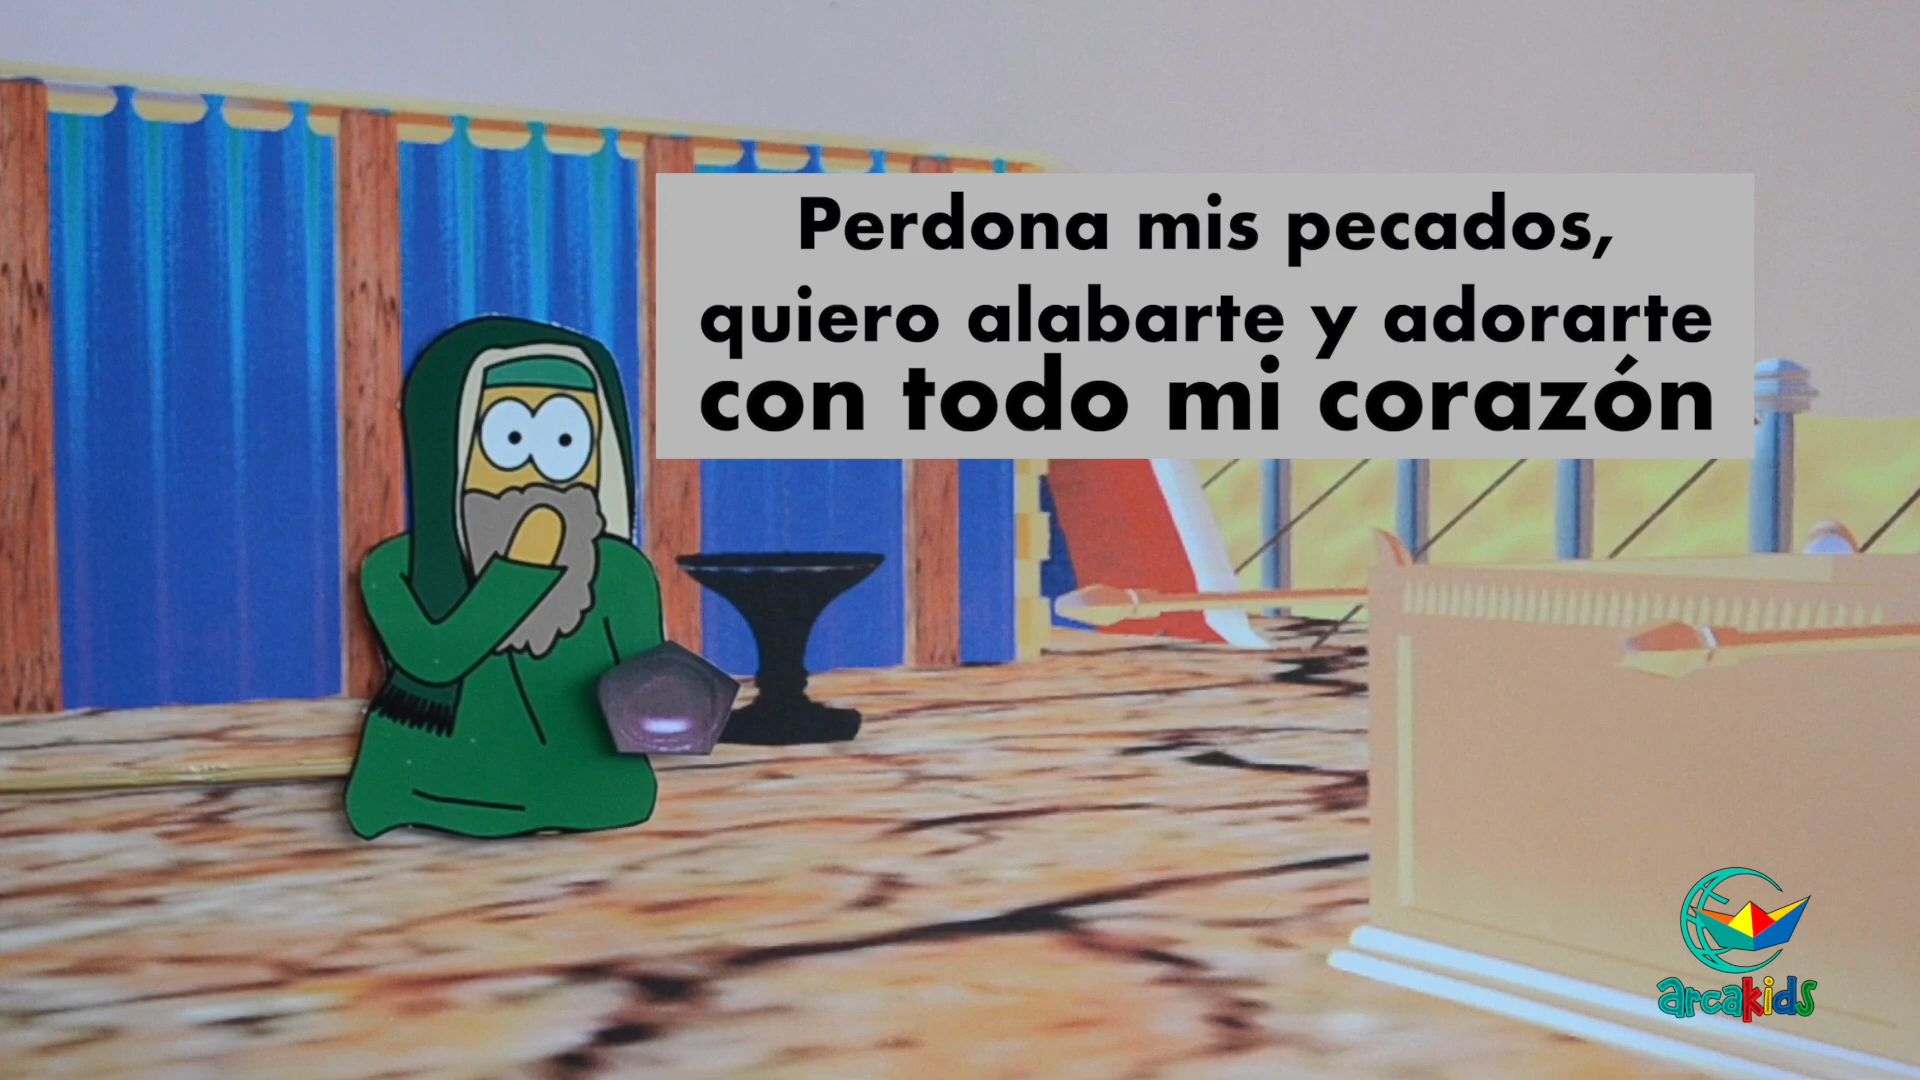 Perdona mis pecados,
quiero alabarte y adorarte
con todo mi corazón
arcakids